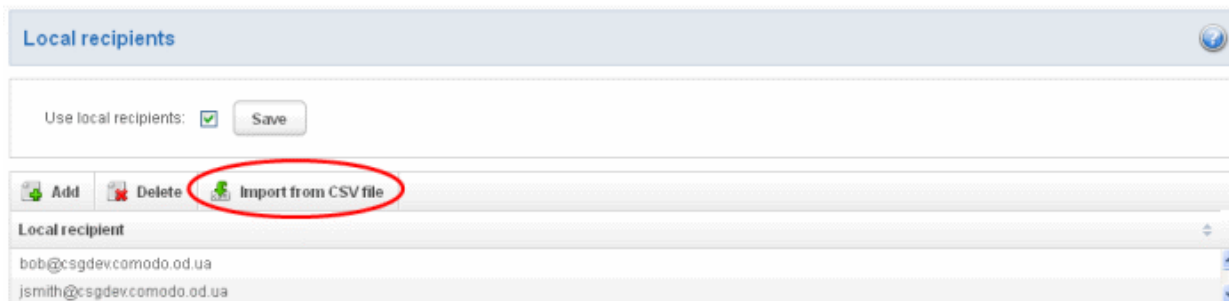 Local recipients
Use local recipients: Save
Add Delete Import from CSV file
Local recipient
bob@csgdev.comodo.od.ua
jsmith@csgdev.comodo.od.ua